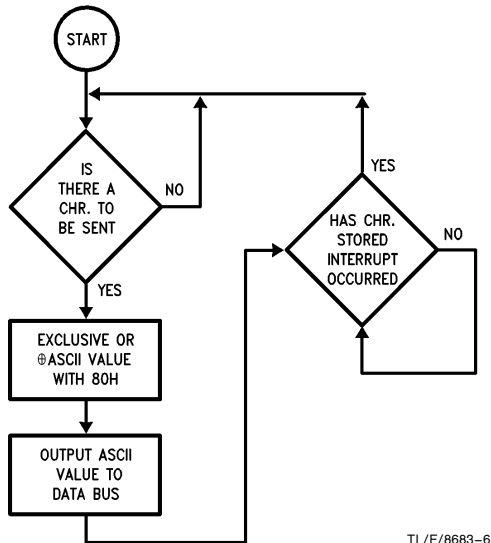 START
IS
THERE A
CHR. TO
BE SENT
NO
YES
EXCLUSIVE OR
⊕ASCII VALUE
WITH 80H
OUTPUT ASCII
VALUE TO
DATA BUS
HAS CHR.
STORED
INTERRUPT
OCCURRED
YES
NO
TL/F/8683–6